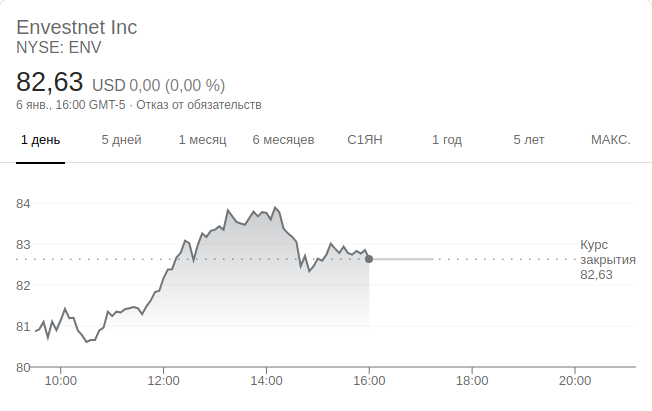 Envestnet Inc
NYSE: ENV
82,63 USD 0,00 (0,00 %)
6 янв., 16:00 GMT-5 · Отказ от обязательств
1 день 5 дней 1 месяц 6 месяцев С1ЯН 1 год 5 лет МАКС.
84
83
82
81
80
Курс
закрытия
82,63
10:00 12:00 14:00 16:00 18:00 20:00